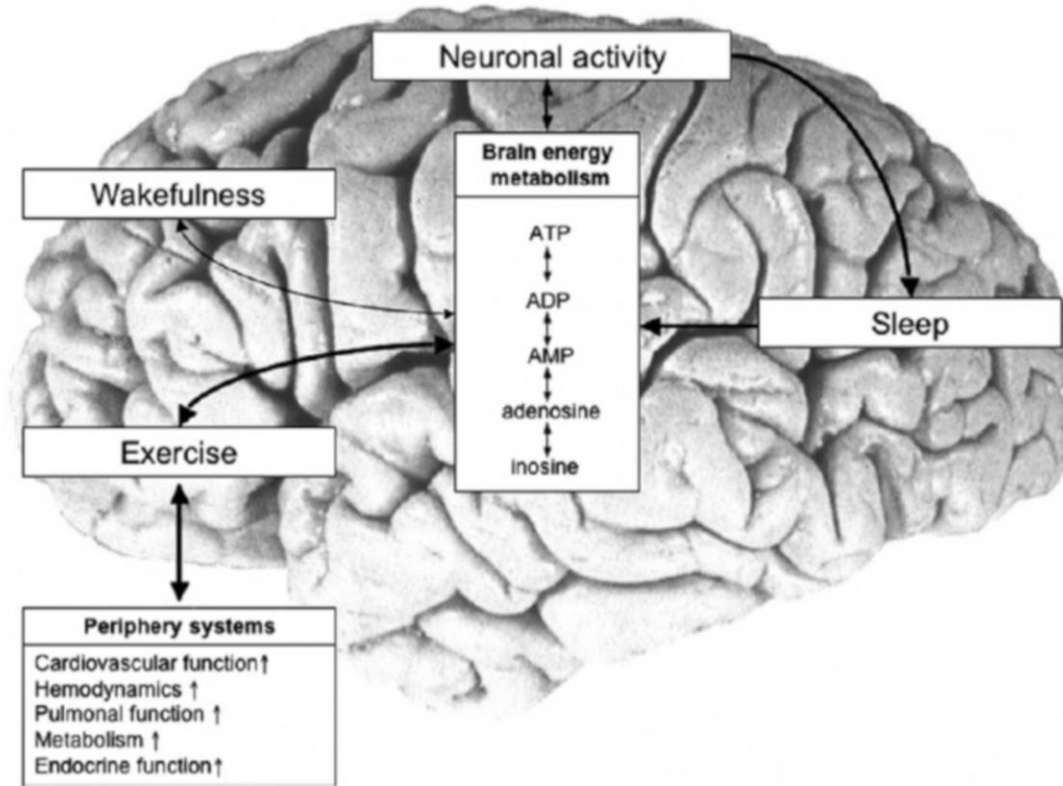 Neuronal activity
Brain energy
metabolism
Wakefulness
ATP
ADP
AMP
adenosine
inosine
Sleep
Exercise
Periphery systems
Cardiovascular function↑
Hemodynamics ↑
Pulmonal function ↑
Metabolism ↑
Endocrine function↑